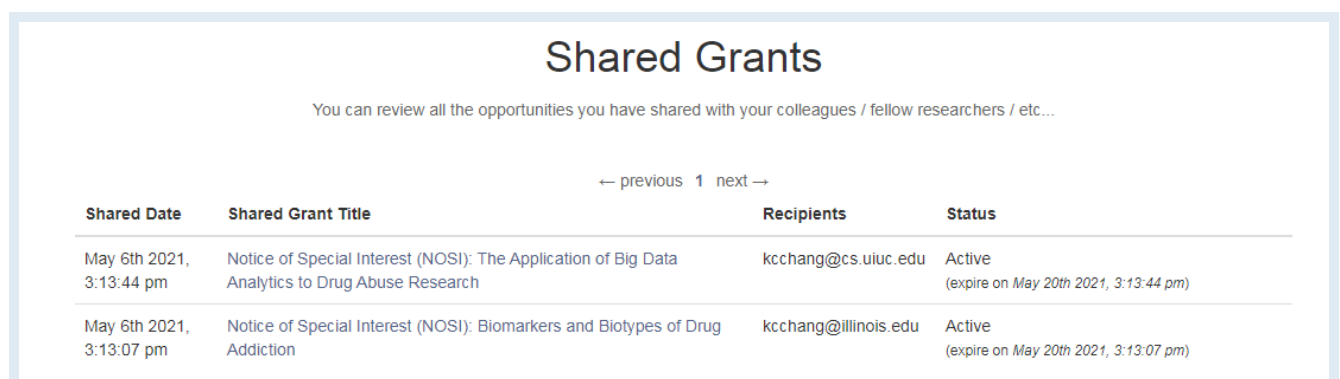 Shared Grants
You can review all the opportunities you have shared with your colleagues / fellow researchers / etc...
← previous 1 next →
Shared Date Shared Grant Title Recipients Status
May 6th 2021, Notice of Special Interest (NOSI): The Application of Big Data kcchang@cs.uiuc.edu Active
3:13:44 pm Analytics to Drug Abuse Research (expire on May 20th 2021, 3:13:44 pm)
May 6th 2021, Notice of Special Interest (NOSI): Biomarkers and Biotypes of Drug kcchang@illinois.edu Active
3:13:07 pm Addiction (expire on May 20th 2021, 3:13:07 pm)